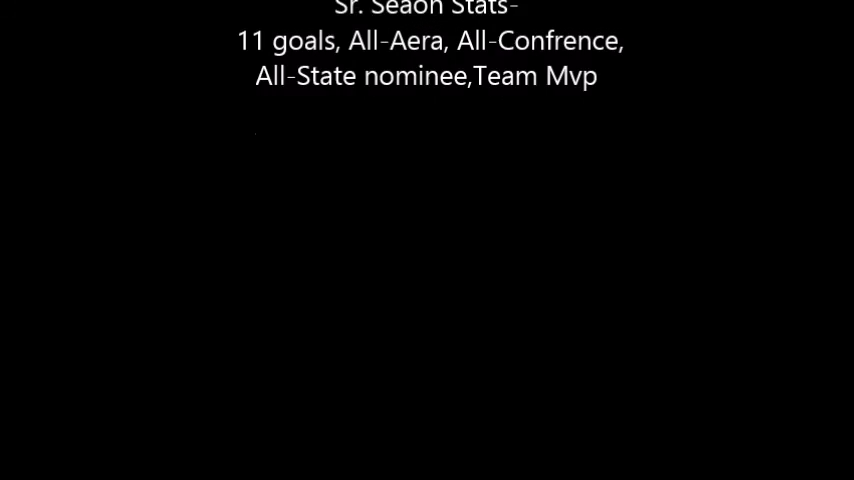 Sr. Seaon Stats-
11 goals, All-Aera, All-Confrence,
All-State nominee,Team Mvp